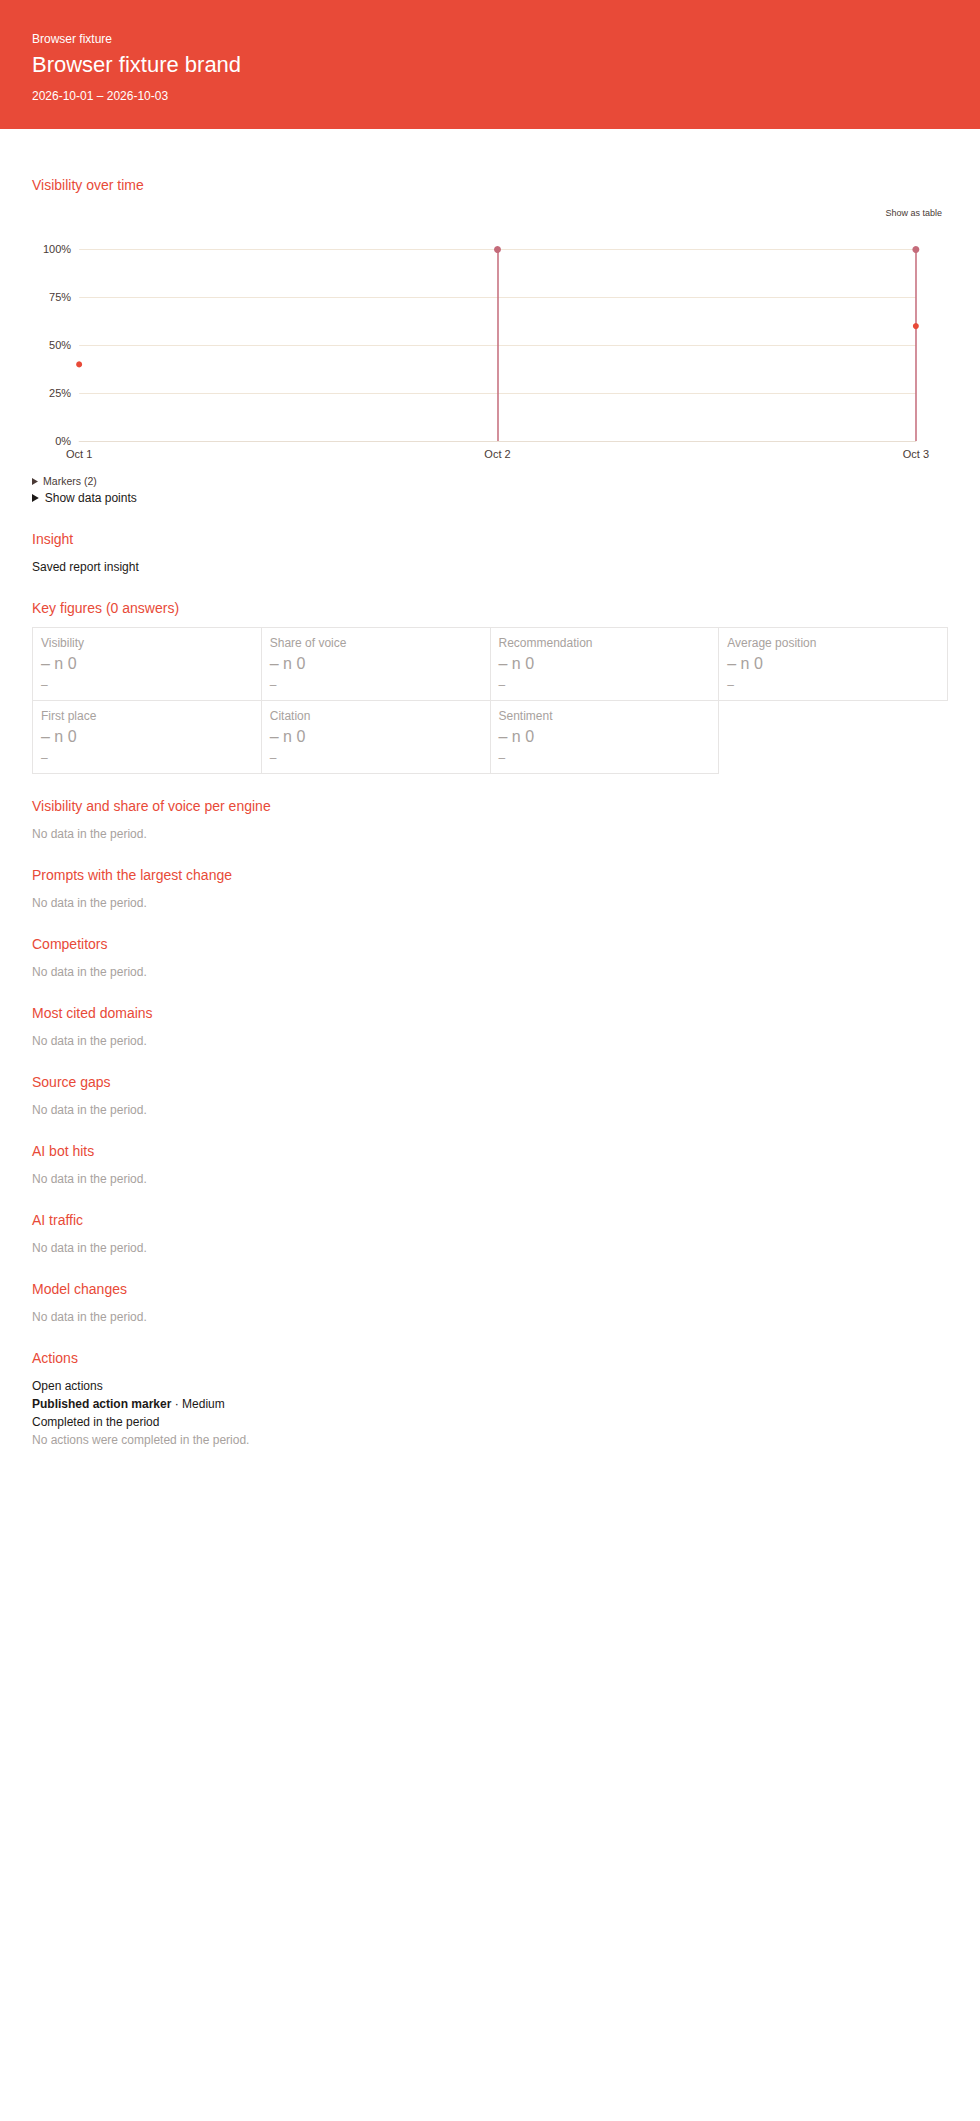 Browser fixture
Browser fixture brand
2026-10-01 – 2026-10-03
Visibility over time
Show as table
100%
75%
50%
25%
0%
Oct 1 Oct 2 Oct 3
Markers (2)
Show data points
Insight
Saved report insight
Key figures (0 answers)
Visibility Share of voice Recommendation Average position
– n 0 – n 0 – n 0 – n 0
– – – –
First place Citation Sentiment
– n 0 – n 0 – n 0
– – –
Visibility and share of voice per engine
No data in the period.
Prompts with the largest change
No data in the period.
Competitors
No data in the period.
Most cited domains
No data in the period.
Source gaps
No data in the period.
AI bot hits
No data in the period.
AI traffic
No data in the period.
Model changes
No data in the period.
Actions
Open actions
Published action marker · Medium
Completed in the period
No actions were completed in the period.